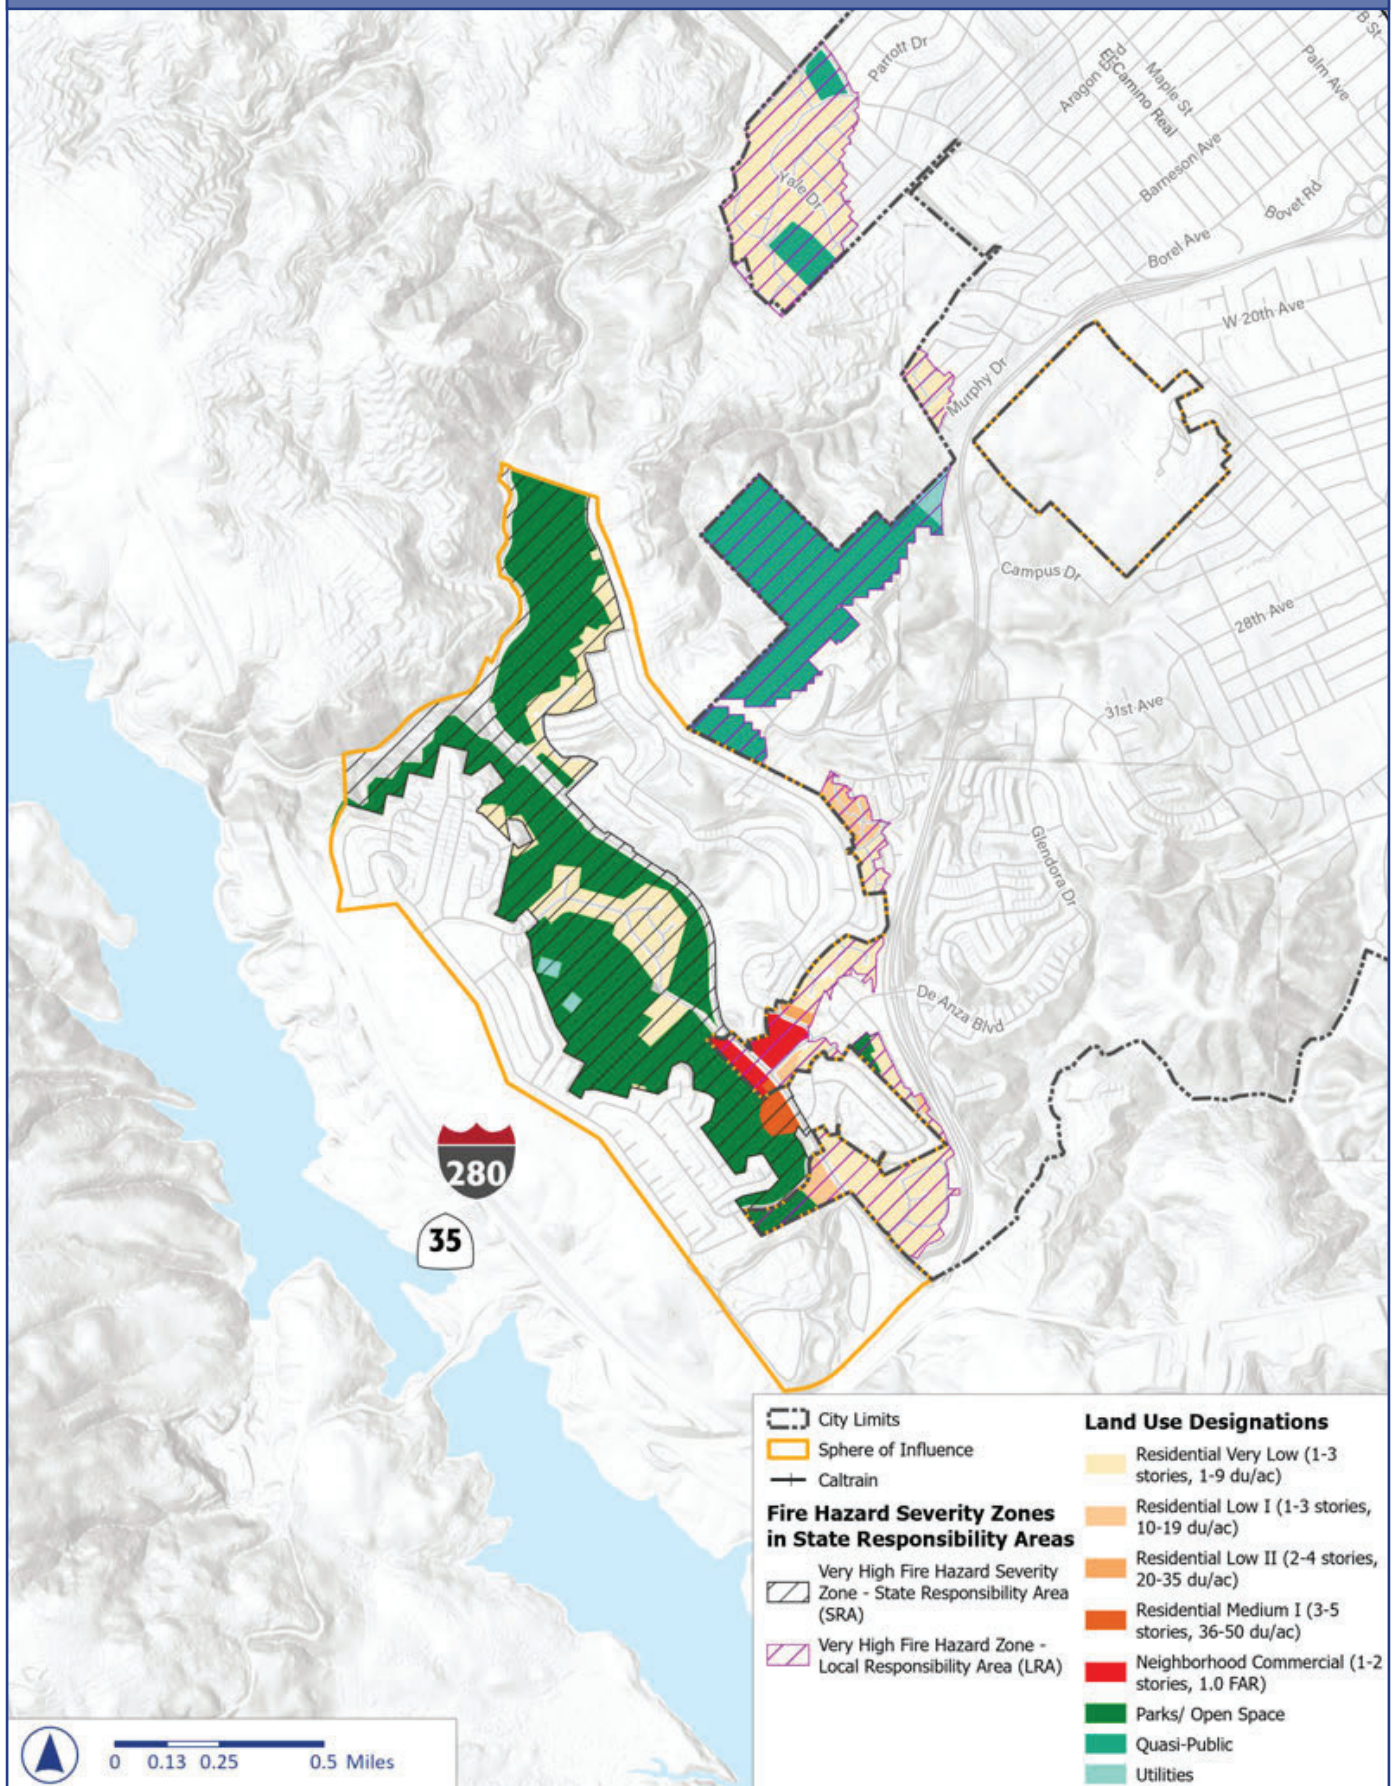 B St
Parrott Dr
Aragon Blvd
El Camino Real
Maple St
Palm Ave
Barneson Ave
Yale Dr
Bovet Rd
Borel Ave
W 20th Ave
Murphy Dr
Campus Dr
28th Ave
31st Ave
Glendora Dr
De Anza Blvd
280
35
City Limits
Sphere of Influence
Caltrain
Fire Hazard Severity Zones
in State Responsibility Areas
Very High Fire Hazard Severity
Zone - State Responsibility Area
(SRA)
Very High Fire Hazard Zone -
Local Responsibility Area (LRA)
Land Use Designations
Residential Very Low (1-3
stories, 1-9 du/ac)
Residential Low I (1-3 stories,
10-19 du/ac)
Residential Low II (2-4 stories,
20-35 du/ac)
Residential Medium I (3-5
stories, 36-50 du/ac)
Neighborhood Commercial (1-2
stories, 1.0 FAR)
Parks/ Open Space
Quasi-Public
Utilities
0 0.13 0.25 0.5 Miles